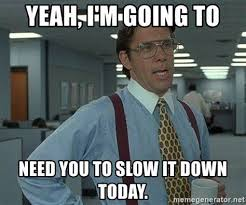 YEAH, I'M GOING TO
NEED YOU TO SLOW IT DOWN
TODAY.
memegenerator.net